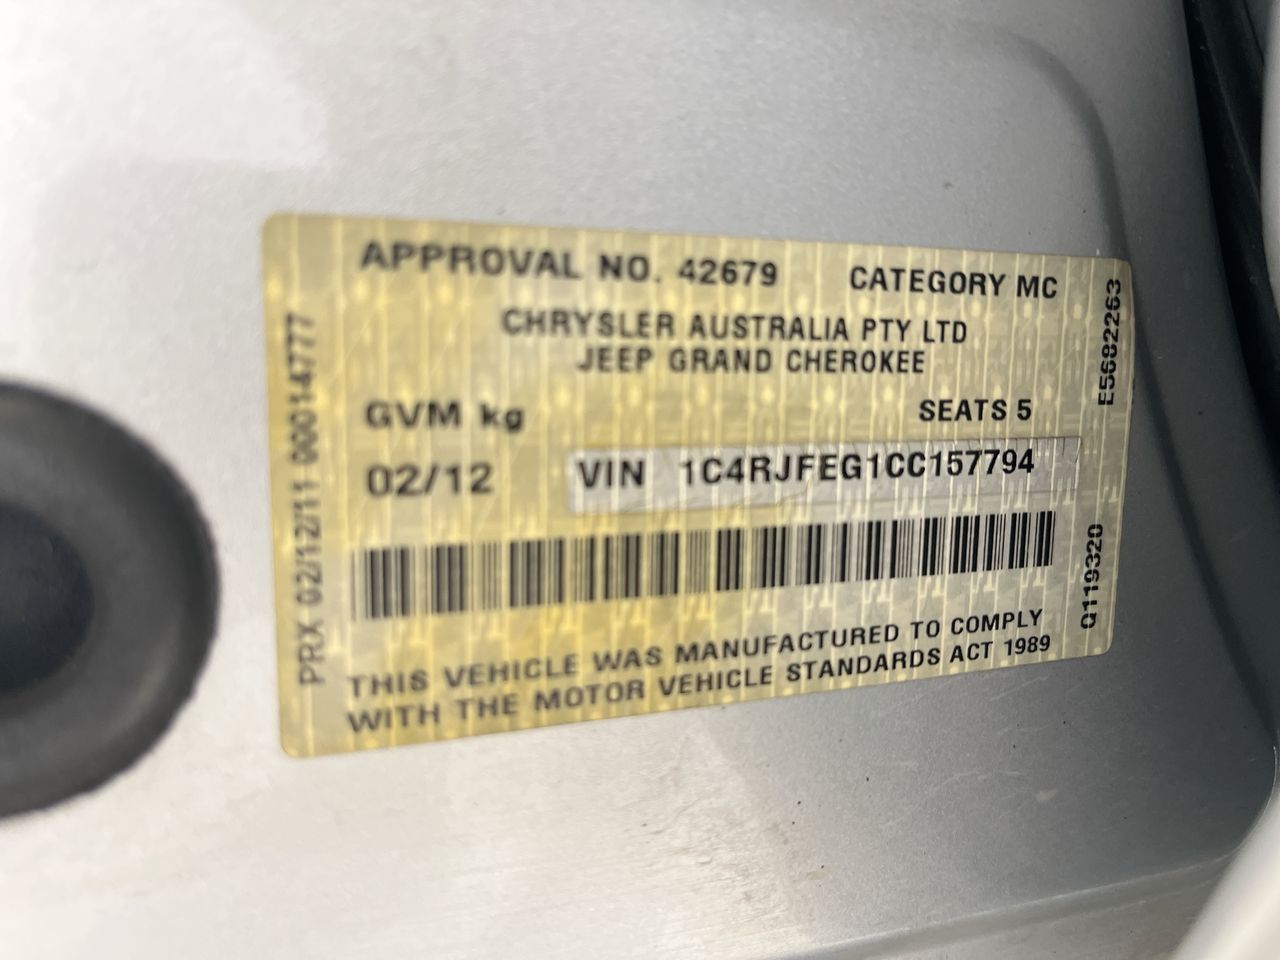 APPROVAL NO. 42679 CATEGORY MC
CHRYSLER AUSTRALIA PTY LTD
JEEP GRAND CHEROKEE
GVM kg SEATS 5
02/12 VIN 1C4RJFEG1CC157794
THIS VEHICLE WAS MANUFACTURED TO COMPLY
WITH THE MOTOR VEHICLE STANDARDS ACT 1989
PRX 02/12/11 00014777
E5682263
Q119320